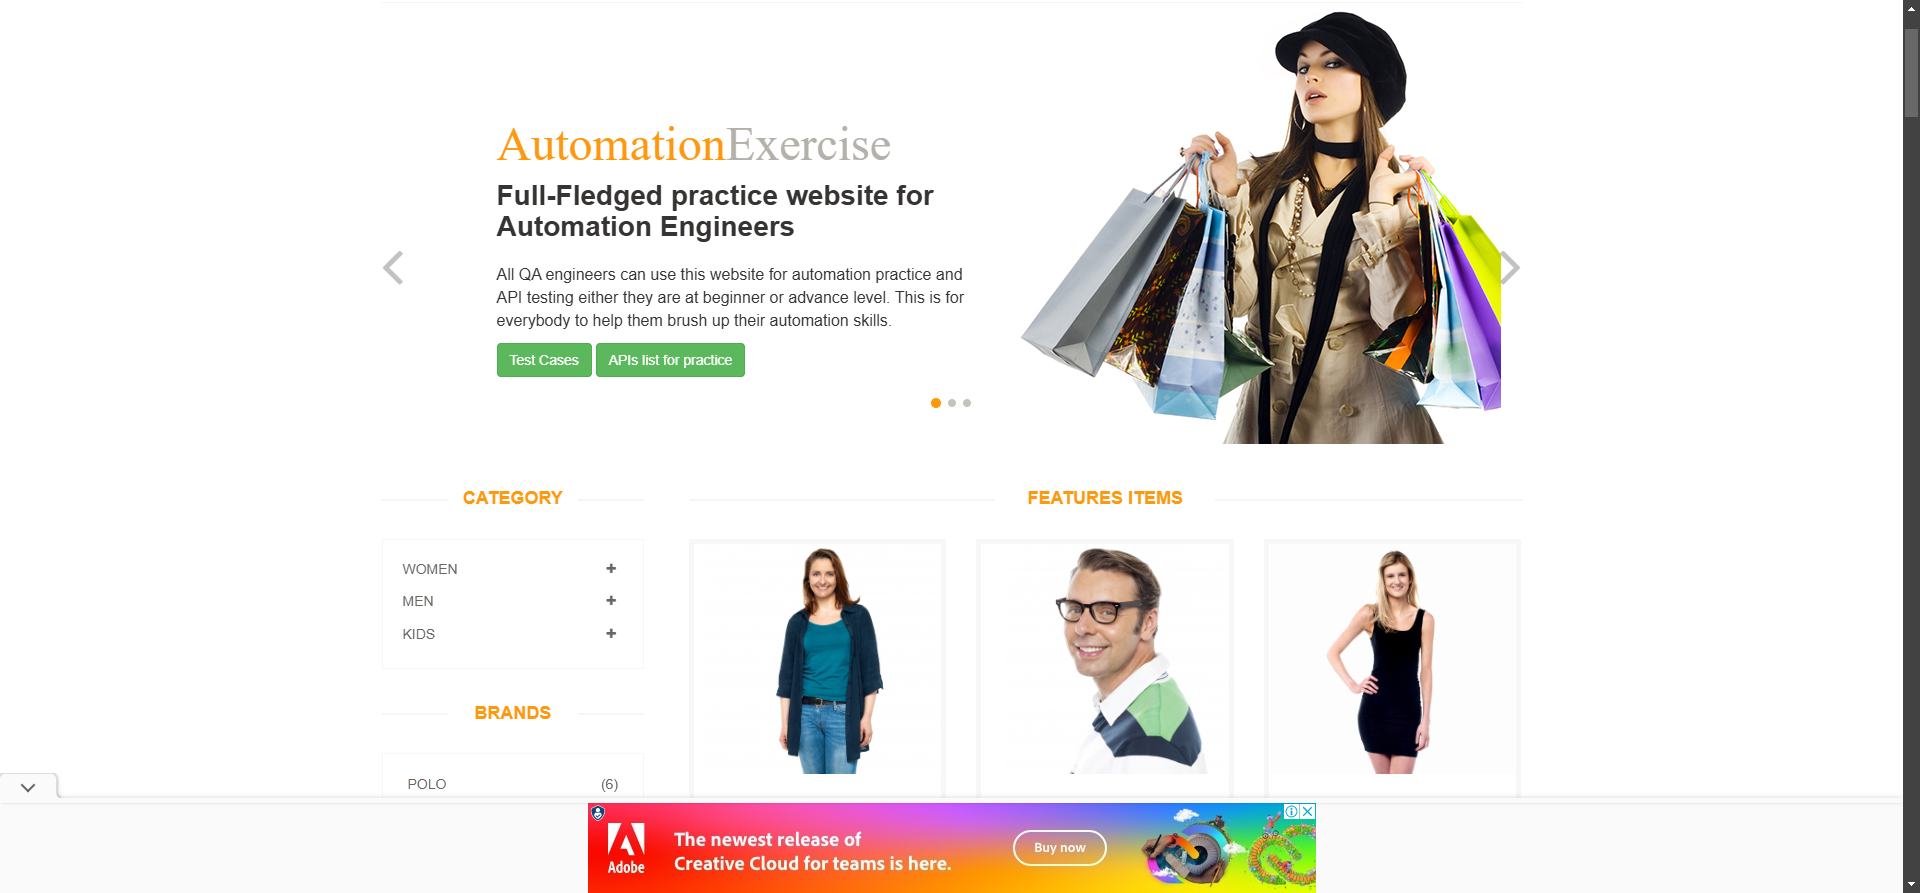 AutomationExercise
Full-Fledged practice website for
Automation Engineers
All QA engineers can use this website for automation practice and
API testing either they are at beginner or advance level. This is for
everybody to help them brush up their automation skills.
Test Cases
APIs list for practice
CATEGORY
WOMEN
MEN
KIDS
BRANDS
POLO (6)
FEATURES ITEMS
Adobe
The newest release of
Creative Cloud for teams is here.
Buy now